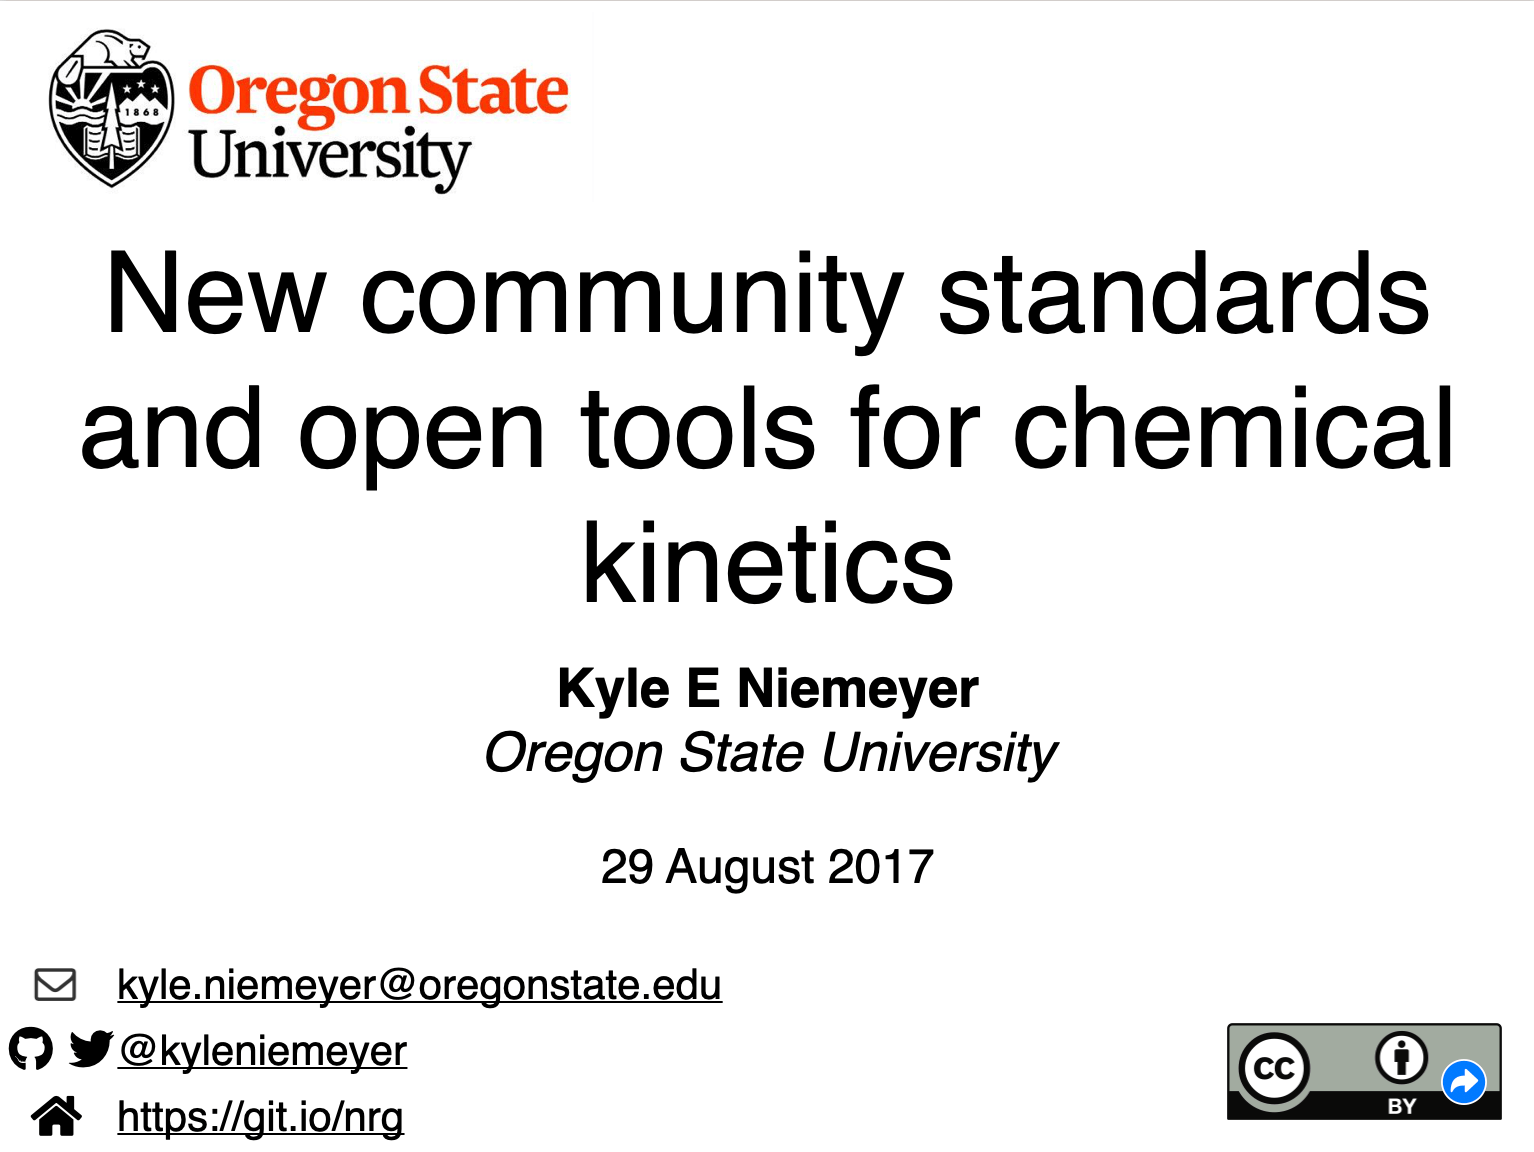 1868
Oregon State
University
New community standards
and open tools for chemical
kinetics
Kyle E Niemeyer
Oregon State University
29 August 2017
kyle.niemeyer@oregonstate.edu
@kyleniemeyer
https://git.io/nrg
CC
BY